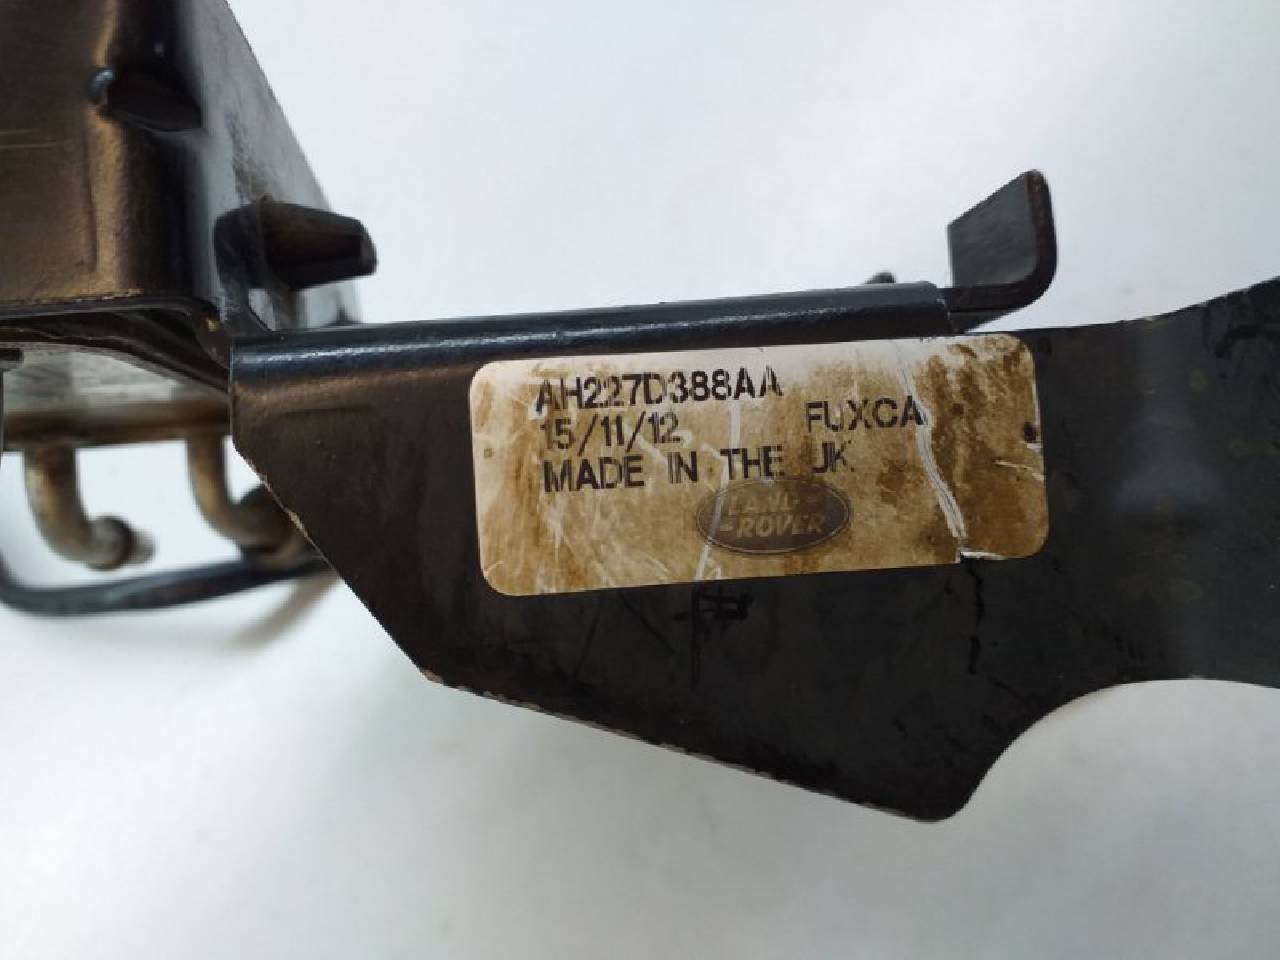 AH227D388AA
15/11/12 FUXCA
MADE IN THE UK
LAND-
-ROVER